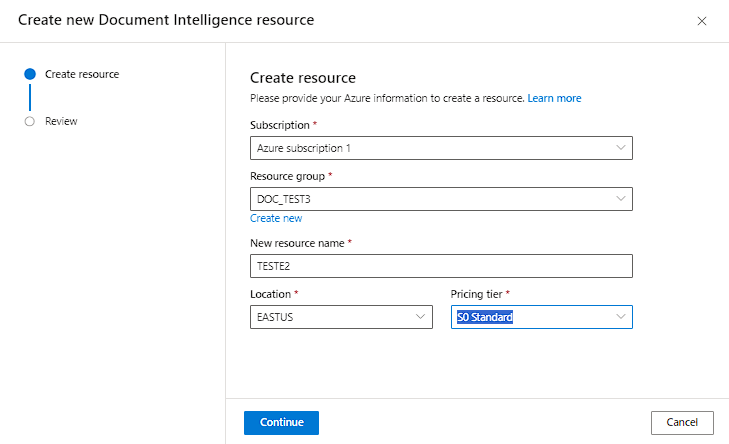 Create new Document Intelligence resource
Create resource
Review
Create resource
Please provide your Azure information to create a resource. Learn more
Subscription *
Azure subscription 1
Resource group *
DOC_TEST3
Create new
New resource name *
TESTE2
Location * Pricing tier *
EASTUS S0 Standard
Continue Cancel